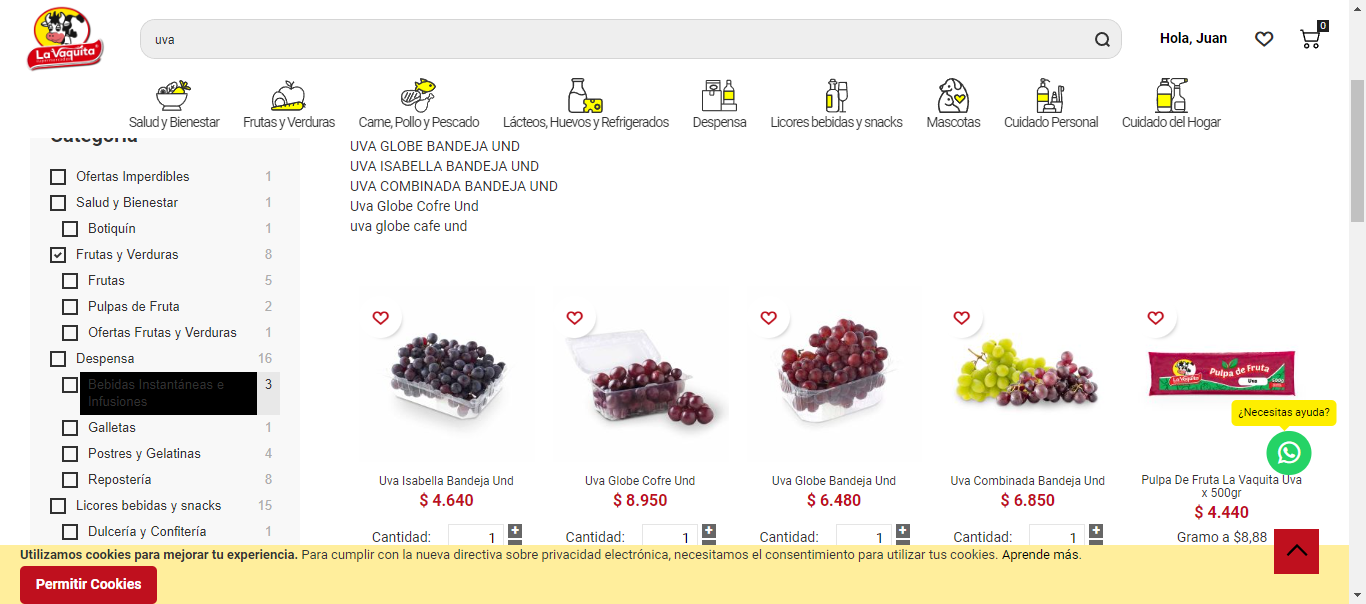 La Vaquita
uva
Hola, Juan
0
Salud y Bienestar
Frutas y Verduras
Carne, Pollo y Pescado
Lácteos, Huevos y Refrigerados
Despensa
Licores bebidas y snacks
Mascotas
Cuidado Personal
Cuidado del Hogar
Categoría
Ofertas Imperdibles 1
Salud y Bienestar 1
Botiquín 1
Frutas y Verduras 8
Frutas 5
Pulpas de Fruta 2
Ofertas Frutas y Verduras 1
Despensa 16
Bebidas Instantáneas e 3
Infusiones
Galletas 1
Postres y Gelatinas 4
Repostería 8
Licores bebidas y snacks 15
Dulcería y Confitería 1
UVA GLOBE BANDEJA UND
UVA ISABELLA BANDEJA UND
UVA COMBINADA BANDEJA UND
Uva Globe Cofre Und
uva globe cafe und
Uva Isabella Bandeja Und
$ 4.640
Cantidad: 1
Uva Globe Cofre Und
$ 8.950
Cantidad: 1
Uva Globe Bandeja Und
$ 6.480
Cantidad: 1
Uva Combinada Bandeja Und
$ 6.850
Cantidad: 1
La Vaquita
Pulpa de Fruta
Uva
500g
Pulpa De Fruta La Vaquita Uva
x 500gr
$ 4.440
Gramo a $8,88
¿Necesitas ayuda?
Utilizamos cookies para mejorar tu experiencia. Para cumplir con la nueva directiva sobre privacidad electrónica, necesitamos el consentimiento para utilizar tus cookies. Aprende más.
Permitir Cookies